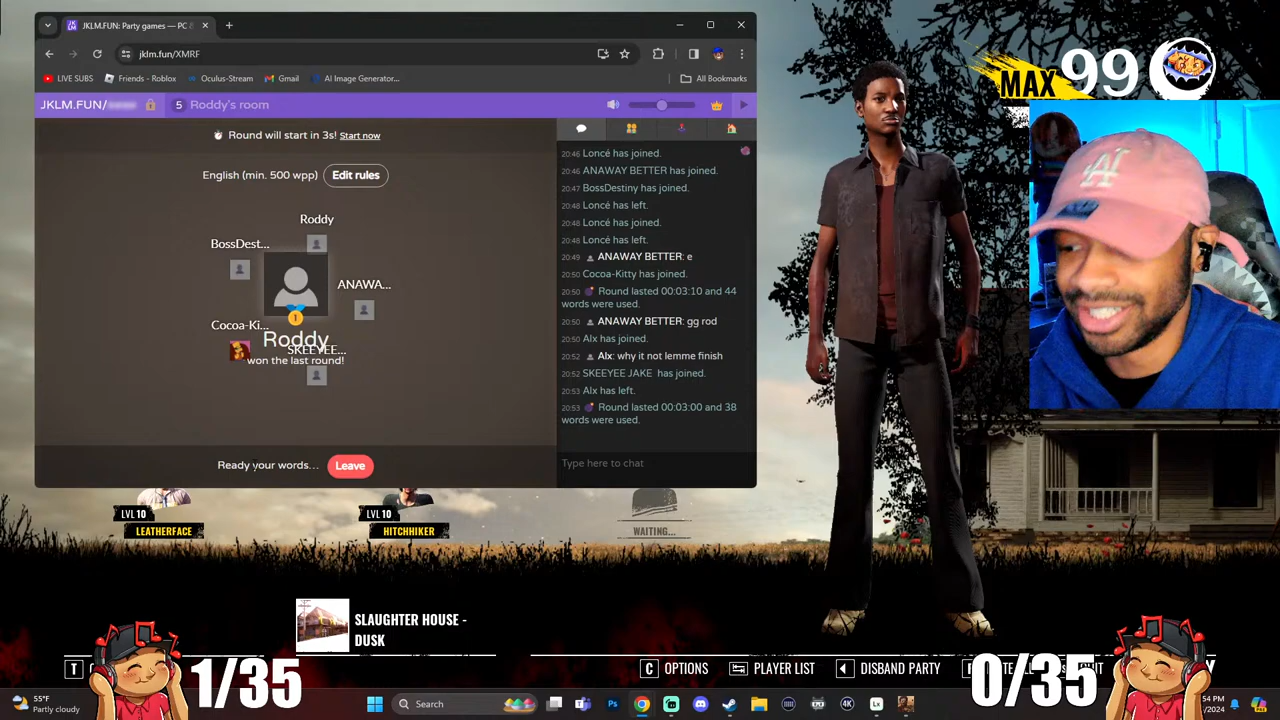 JKLM.FUN: Party games — PC &
jklm.fun/XMRF
LIVE SUBS
Friends - Roblox
Oculus-Stream
Gmail
AI Image Generator...
All Bookmarks
JKLM.FUN/
5 Roddy's room
Round will start in 3s! Start now
English (min. 500 wpp) Edit rules
Roddy
BossDest...
ANAWA...
Cocoa-Ki...
1
Roddy
SKEEYEE...
won the last round!
Ready your words... Leave
20:46 Loncé has joined.
20:46 ANAWAY BETTER has joined.
20:47 BossDestiny has joined.
20:48 Loncé has left.
20:48 Loncé has joined.
20:48 Loncé has left.
20:49 ANAWAY BETTER: e
20:50 Cocoa-Kitty has joined.
20:50 Round lasted 00:03:10 and 44
words were used.
20:50 ANAWAY BETTER: gg rod
20:50 Alx has joined.
20:52 Alx: why it not lemme finish
20:52 SKEEYEE JAKE has joined.
20:53 Alx has left.
20:53 Round lasted 00:03:00 and 38
words were used.
Type here to chat
MAX 99
LA
LVL 10
LEATHERFACE
LVL 10
HITCHHIKER
WAITING...
SLAUGHTER HOUSE -
DUSK
T
1/35
C OPTIONS
PLAYER LIST
DISBAND PARTY
0/35
55°F
Partly cloudy
Search
54 PM
/2024